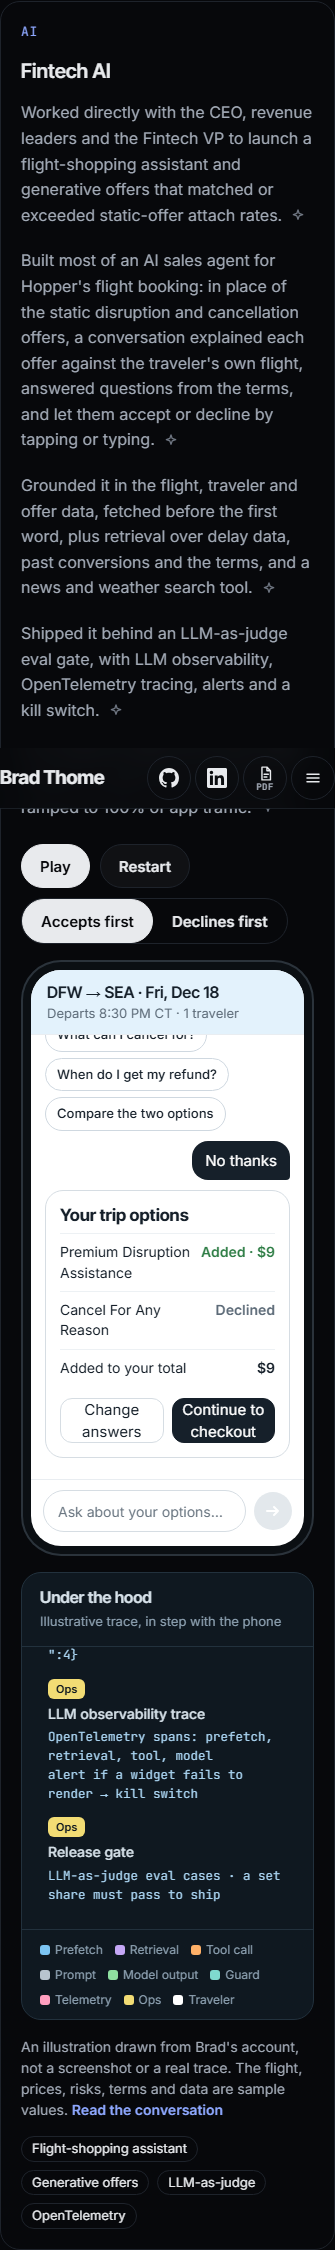 AI
Fintech AI
Worked directly with the CEO, revenue
leaders and the Fintech VP to launch a
flight-shopping assistant and
generative offers that matched or
exceeded static-offer attach rates.
Built most of an AI sales agent for
Hopper's flight booking: in place of
the static disruption and cancellation
offers, a conversation explained each
offer against the traveler's own flight,
answered questions from the terms,
and let them accept or decline by
tapping or typing.
Grounded it in the flight, traveler and
offer data, fetched before the first
word, plus retrieval over delay data,
past conversions and the terms, and a
news and weather search tool.
Shipped it behind an LLM-as-judge
eval gate, with LLM observability,
OpenTelemetry tracing, alerts and a
kill switch.
Brad Thome
PDF
ramped to 100% of app traffic.
Play
Restart
Accepts first
Declines first
DFW → SEA · Fri, Dec 18
Departs 8:30 PM CT · 1 traveler
What can I cancel for?
When do I get my refund?
Compare the two options
No thanks
Your trip options
Premium Disruption Added · $9
Assistance
Cancel For Any Declined
Reason
Added to your total $9
Change Continue to
answers checkout
Ask about your options...
Under the hood
Illustrative trace, in step with the phone
":4}
Ops
LLM observability trace
OpenTelemetry spans: prefetch,
retrieval, tool, model
alert if a widget fails to
render → kill switch
Ops
Release gate
LLM-as-judge eval cases · a set
share must pass to ship
Prefetch Retrieval Tool call
Prompt Model output Guard
Telemetry Ops Traveler
An illustration drawn from Brad's account,
not a screenshot or a real trace. The flight,
prices, risks, terms and data are sample
values. Read the conversation
Flight-shopping assistant
Generative offers LLM-as-judge
OpenTelemetry